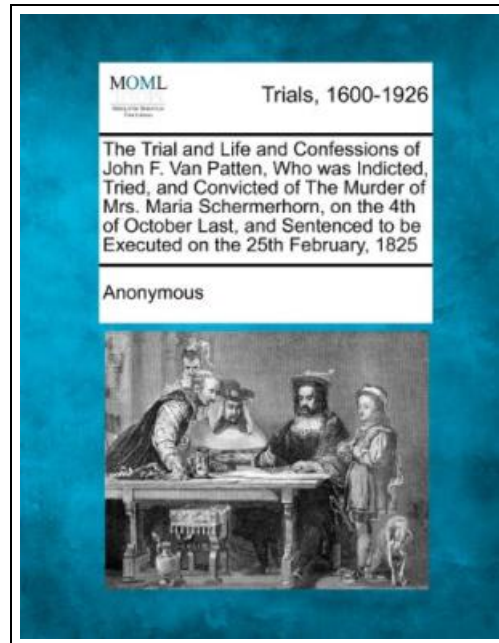 MOML
Trials, 1600-1926
The Trial and Life and Confessions of
John F. Van Patten, Who was Indicted,
Tried, and Convicted of The Murder of
Mrs. Maria Schermerhorn, on the 4th
of October Last, and Sentenced to be
Executed on the 25th February, 1825
Anonymous